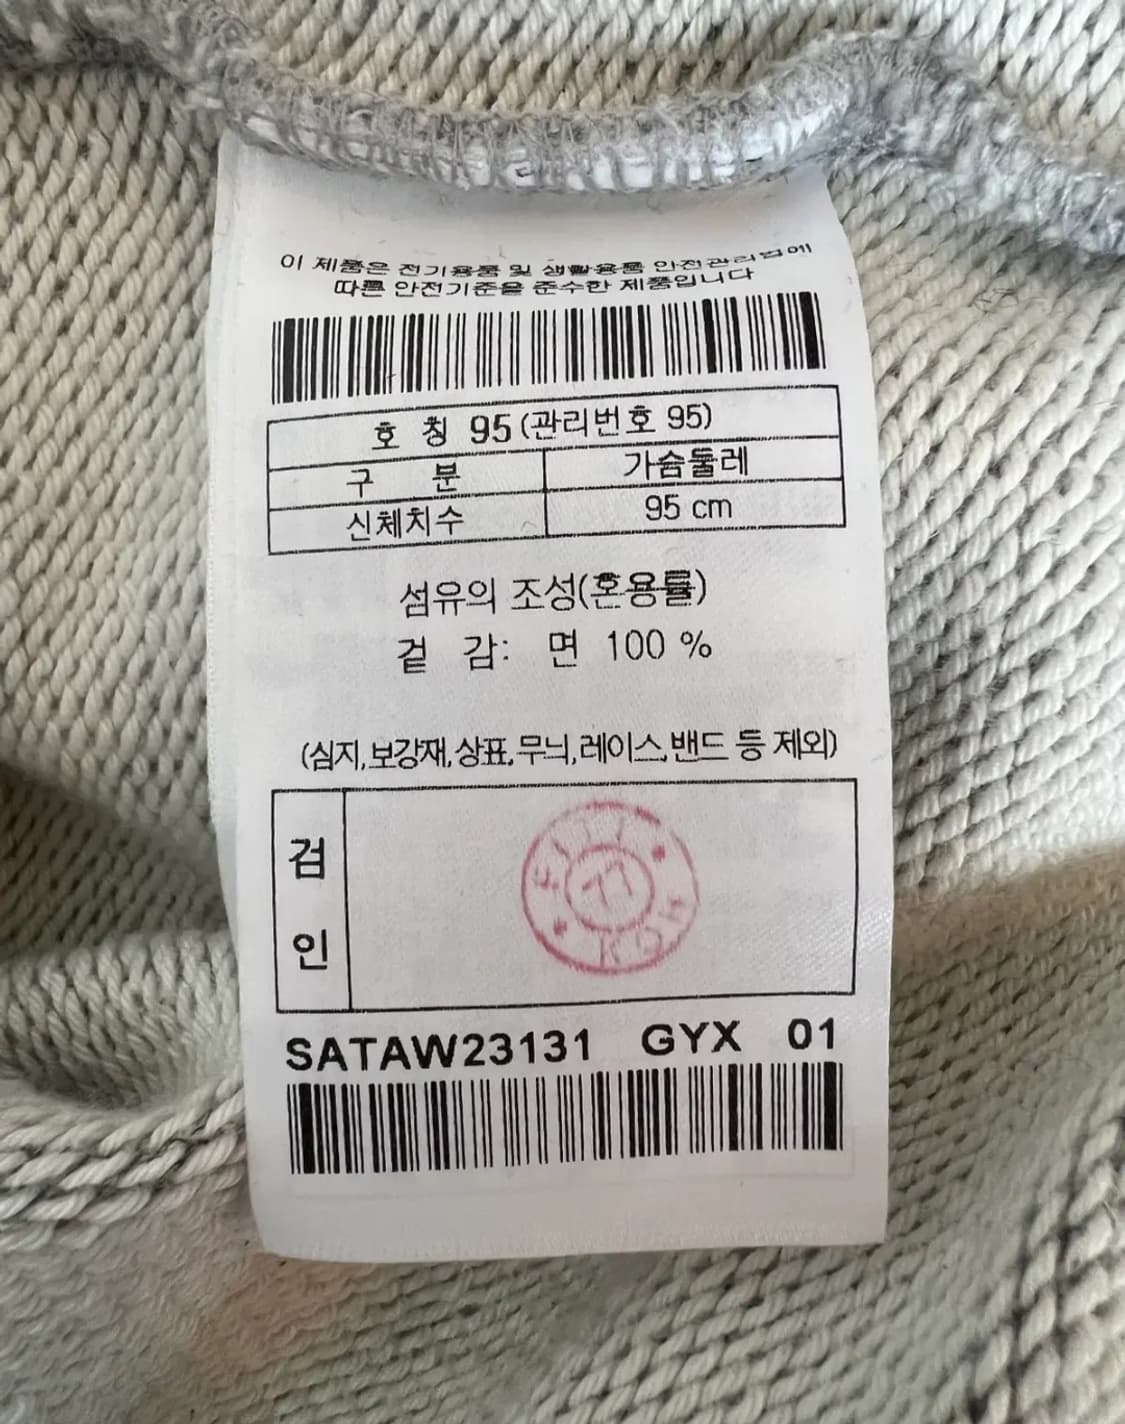 이 제품은 전기용품 및 생활용품 안전관리법에
따른 안전기준을 준수한 제품입니다
호 칭 95(관리번호 95)
구 분 가슴둘레
신체치수 95 cm
섬유의 조성(혼용률)
겉 감: 면 100 %
(심지,보강재,상표,무늬,레이스,밴드 등 제외)
검
인
77
SATAW23131 GYX 01